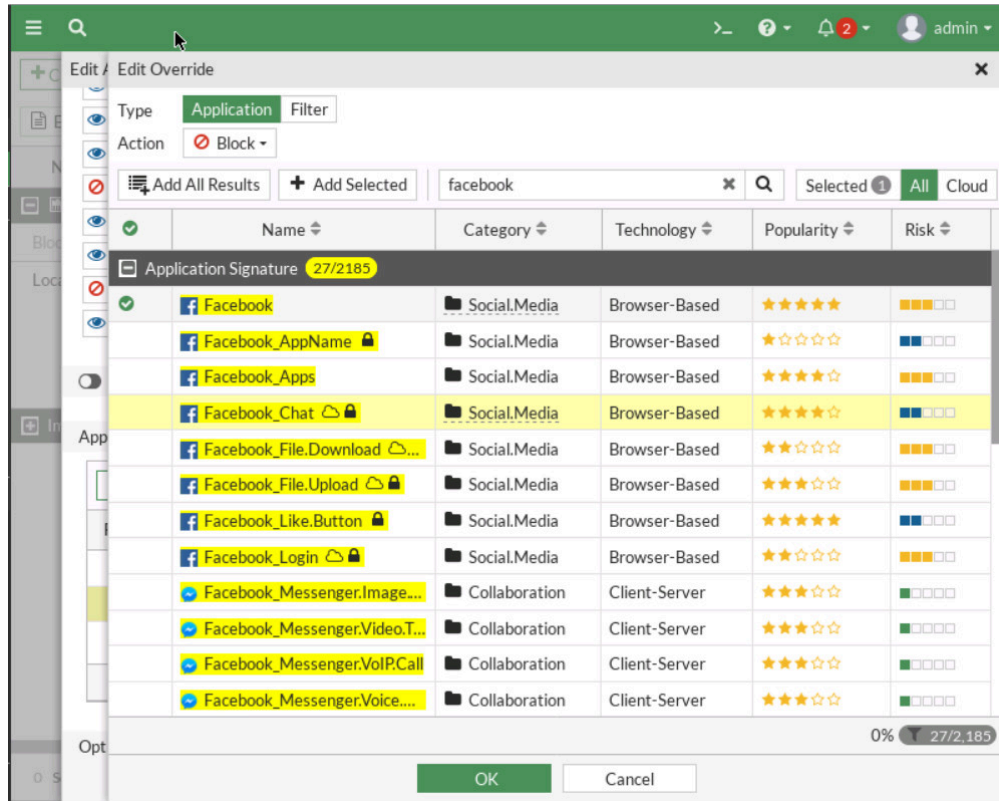 2 admin
Edit Edit Override
Type Application Filter
Action Block
Add All Results Add Selected facebook Selected 1 All Cloud
Name Category Technology Popularity Risk
Application Signature 27/2185
Facebook Social.Media Browser-Based
Facebook_AppName Social.Media Browser-Based
Facebook_Apps Social.Media Browser-Based
Facebook_Chat Social.Media Browser-Based
Facebook_File.Download ... Social.Media Browser-Based
Facebook_File.Upload Social.Media Browser-Based
Facebook_Like.Button Social.Media Browser-Based
Facebook_Login Social.Media Browser-Based
Facebook_Messenger.Image.... Collaboration Client-Server
Facebook_Messenger.Video.T... Collaboration Client-Server
Facebook_Messenger.VoIP.Call Collaboration Client-Server
Facebook_Messenger.Voice.... Collaboration Client-Server
0% 27/2,185
OK Cancel